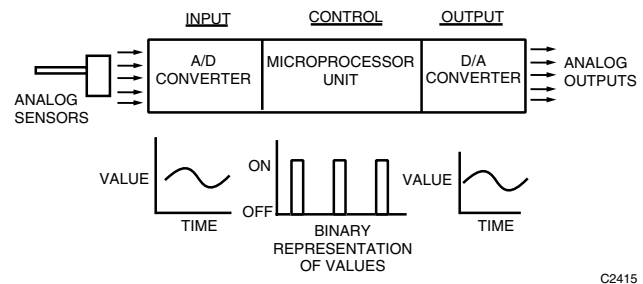 INPUT
CONTROL
OUTPUT
A/D
CONVERTER
MICROPROCESSOR
UNIT
D/A
CONVERTER
ANALOG
SENSORS
ANALOG
OUTPUTS
VALUE
TIME
ON
OFF
BINARY
REPRESENTATION
OF VALUES
VALUE
TIME
C2415